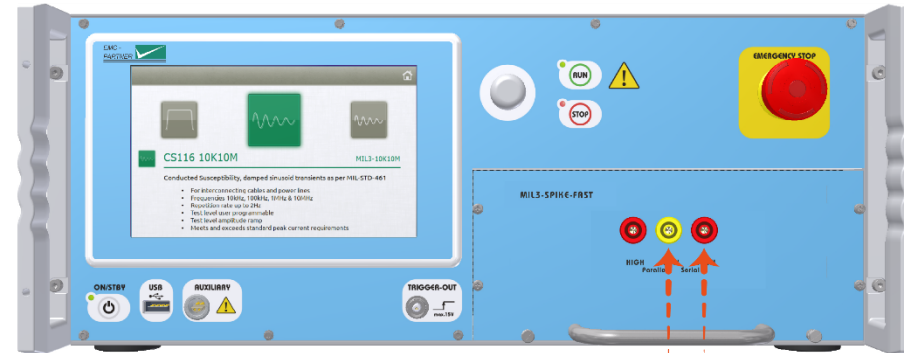 EMC -
PARTNER
CS116 10K10M
MIL3-10K10M
Conducted Susceptibility, damped sinusoid transients as per MIL-STD-461
• For interconnecting cables and power lines
• Frequencies 10kHz, 100kHz, 1MHz & 10MHz
• Repetition rate up to 2Hz
• Test level user programmable
• Test level amplitude ramp
• Meets and exceeds standard peak current requirements
RUN
STOP
EMERGENCY STOP
MIL3-SPIKE-FAST
HIGH
Parallel
Serial
ON/STBY
USB
AUXILIARY
TRIGGER-OUT
max.15V